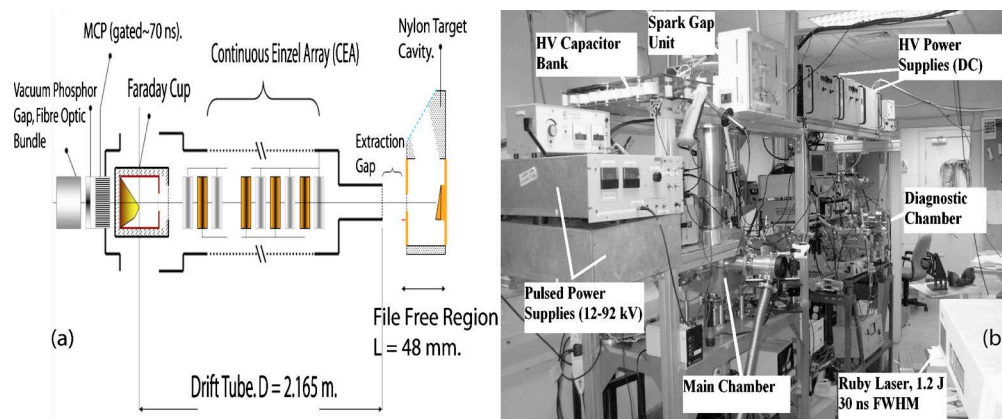 MCP (gated~70 ns).
Vacuum Phosphor
Gap, Fibre Optic
Bundle
Faraday Cup
Continuous Einzel Array (CEA)
Extraction
Gap
Nylon Target
Cavity.
File Free Region
L = 48 mm.
Drift Tube. D = 2.165 m.
(a)
HV Capacitor
Bank
Spark Gap
Unit
HV Power
Supplies (DC)
Diagnostic
Chamber
Pulsed Power
Supplies (12-92 kV)
Main Chamber
Ruby Laser, 1.2 J
30 ns FWHM
(b)